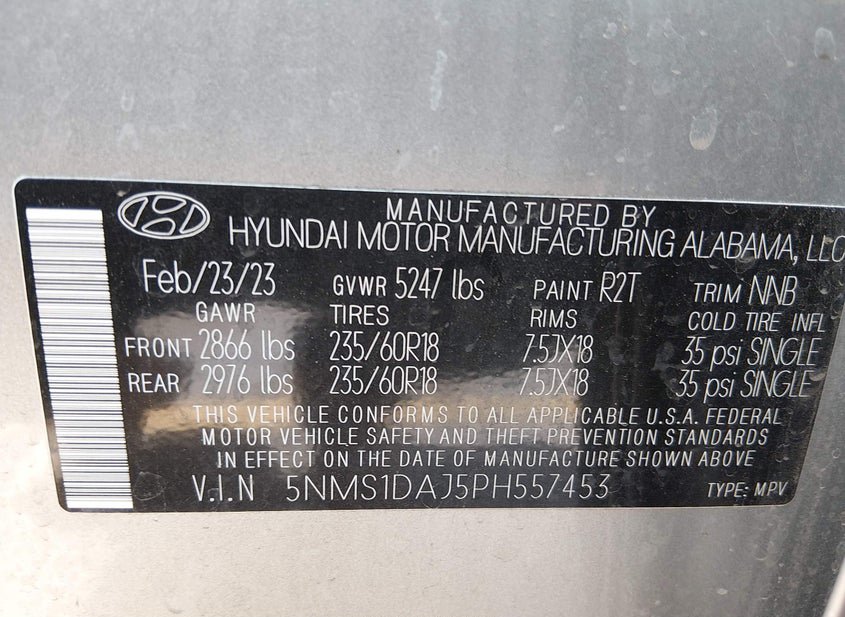 MANUFACTURED BY
HYUNDAI MOTOR MANUFACTURING ALABAMA, LLC
Feb/23/23 GVWR 5247 lbs PAINT R2T TRIM NNB
GAWR TIRES RIMS COLD TIRE INFL
FRONT 2866 lbs 235/60R18 7.5JX18 35 psi SINGLE
REAR 2976 lbs 235/60R18 7.5JX18 35 psi SINGLE
THIS VEHICLE CONFORMS TO ALL APPLICABLE U.S.A. FEDERAL
MOTOR VEHICLE SAFETY AND THEFT PREVENTION STANDARDS
IN EFFECT ON THE DATE OF MANUFACTURE SHOWN ABOVE
V.I.N 5NMS1DAJ5PH557453 TYPE: MPV